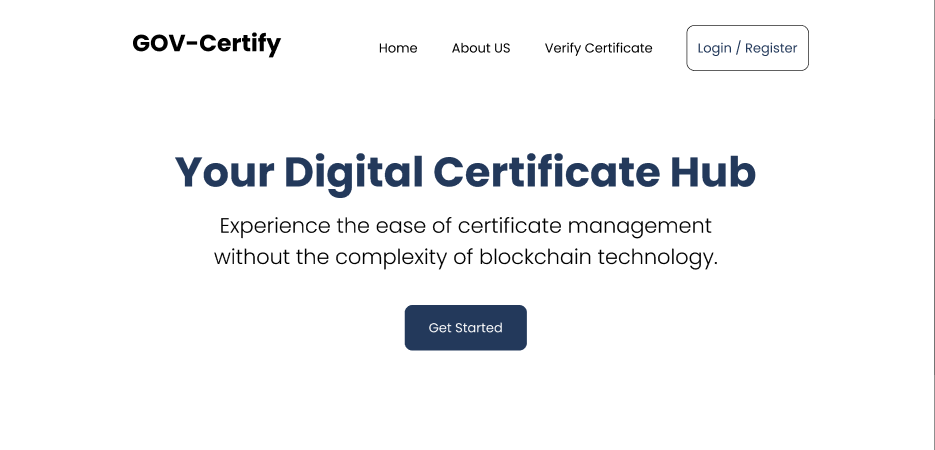 GOV-Certify
Home
About US
Verify Certificate
Login / Register
Your Digital Certificate Hub
Experience the ease of certificate management
without the complexity of blockchain technology.
Get Started